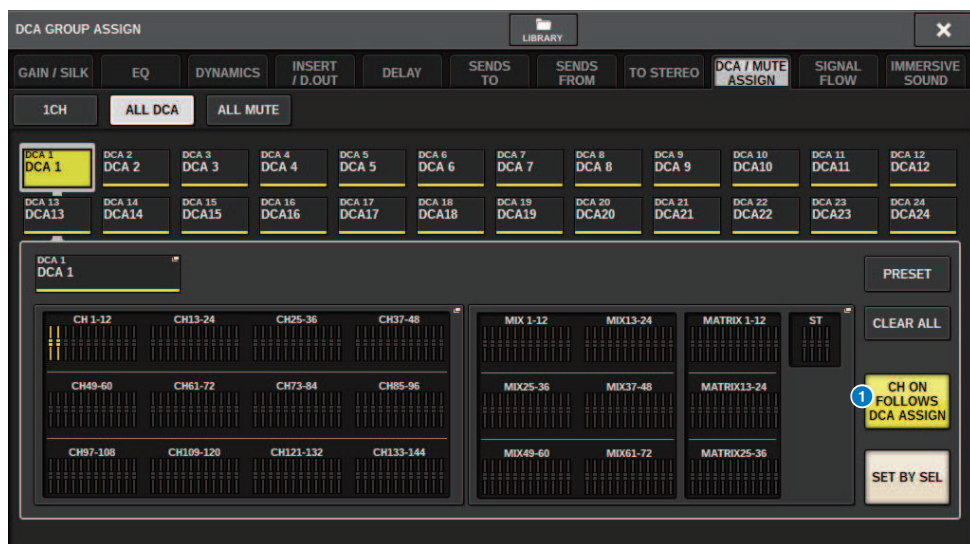 DCA GROUP ASSIGN
LIBRARY
GAIN / SILK
EQ
DYNAMICS
INSERT
/ D.OUT
DELAY
SENDS
TO
SENDS
FROM
TO STEREO
DCA / MUTE
ASSIGN
SIGNAL
FLOW
IMMERSIVE
SOUND
1CH
ALL DCA
ALL MUTE
DCA 1
DCA 1
DCA 2
DCA 2
DCA 3
DCA 3
DCA 4
DCA 4
DCA 5
DCA 5
DCA 6
DCA 6
DCA 7
DCA 7
DCA 8
DCA 8
DCA 9
DCA 9
DCA 10
DCA10
DCA 11
DCA11
DCA 12
DCA12
DCA 13
DCA13
DCA 14
DCA14
DCA 15
DCA15
DCA 16
DCA16
DCA 17
DCA17
DCA 18
DCA18
DCA 19
DCA19
DCA 20
DCA20
DCA 21
DCA21
DCA 22
DCA22
DCA 23
DCA23
DCA 24
DCA24
DCA 1
DCA 1
PRESET
CH 1-12
CH13-24
CH25-36
CH37-48
MIX 1-12
MIX13-24
MATRIX 1-12
ST
CLEAR ALL
CH49-60
CH61-72
CH73-84
CH85-96
MIX25-36
MIX37-48
MATRIX13-24
1
CH ON
FOLLOWS
DCA ASSIGN
CH97-108
CH109-120
CH121-132
CH133-144
MIX49-60
MIX61-72
MATRIX25-36
SET BY SEL